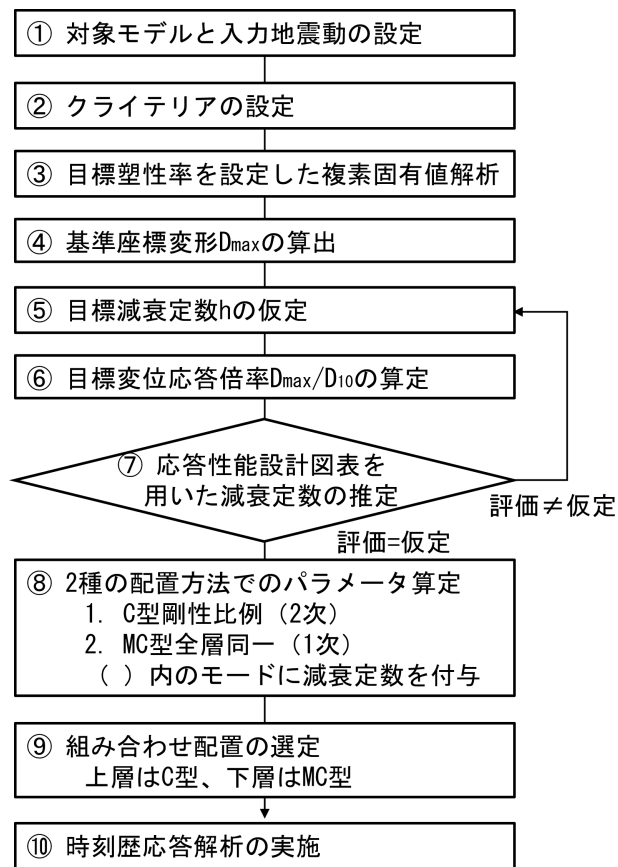 ① 対象モデルと入力地震動の設定
② クライテリアの設定
③ 目標塑性率を設定した複素固有値解析
④ 基準座標変形Dmaxの算出
⑤ 目標減衰定数hの仮定
⑥ 目標変位応答倍率Dmax/D10の算定
⑦ 応答性能設計図表を
用いた減衰定数の推定
評価≠仮定
評価=仮定
⑧ 2種の配置方法でのパラメータ算定
1. C型剛性比例（2次）
2. MC型全層同一（1次）
（ ）内のモードに減衰定数を付与
⑨ 組み合わせ配置の選定
上層はC型、下層はMC型
⑩ 時刻歴応答解析の実施